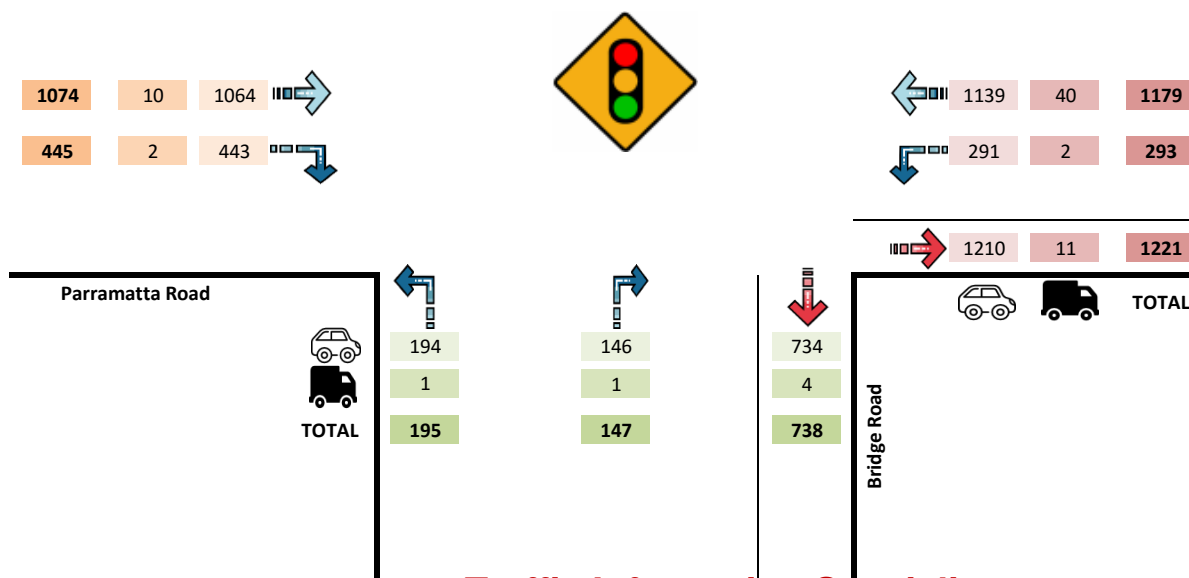 1074 10 1064 1139 40 1179
445 2 443 291 2 293
1210 11 1221
Parramatta Road
TOTAL
194 146 734
1 1 4
TOTAL 195 147 738
Bridge Road